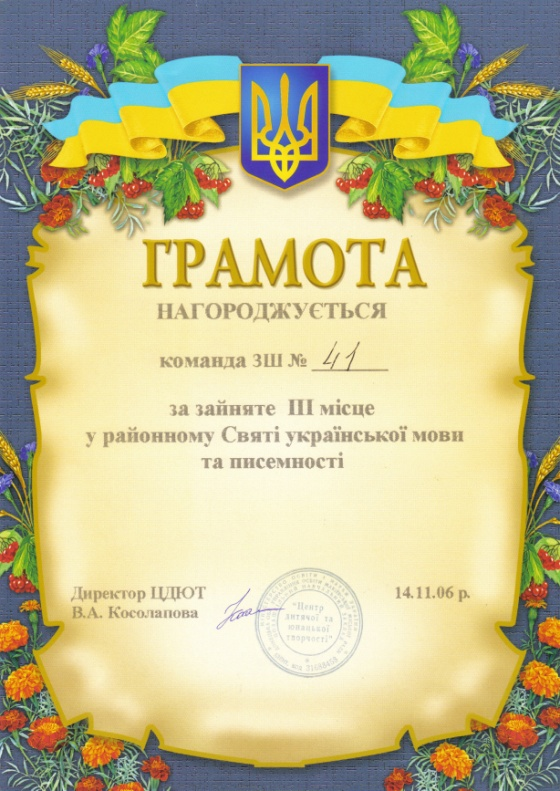 ГРАМОТА
НАГОРОДЖУЄТЬСЯ
команда ЗШ № 41
за зайняте III місце
у районному Святі української мови
та писемності
Директор ЦДЮТ
В.А. Косолапова
14.11.06 р.
"Центр
дитячої та
юнацької
творчості"